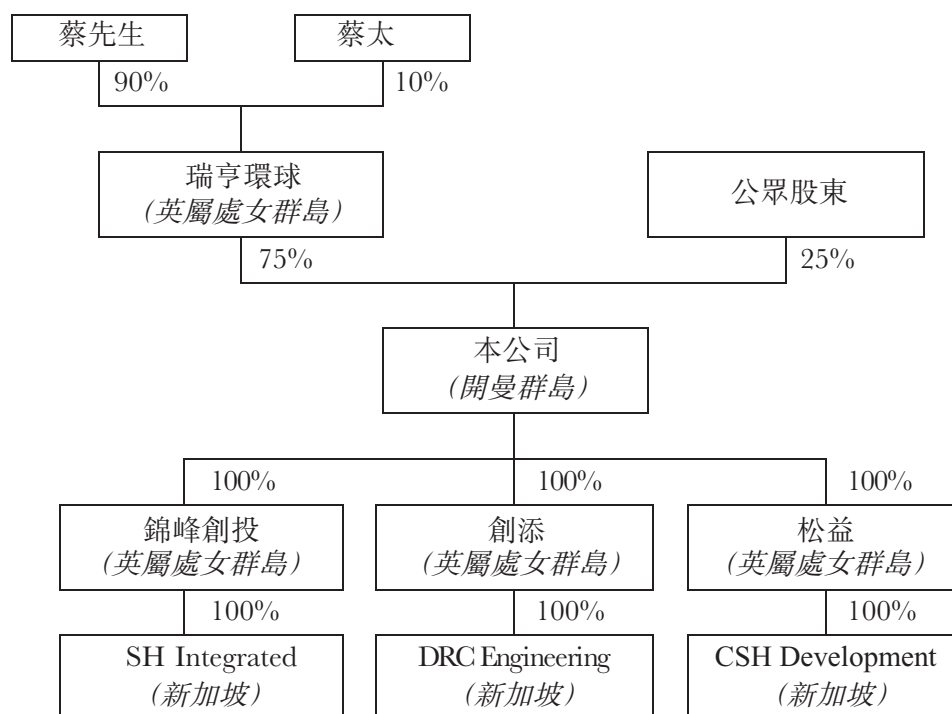 蔡先生
蔡太
90%
10%
瑞亨環球
(英屬處女群島)
公眾股東
75%
25%
本公司
(開曼群島)
100%
100%
100%
錦峰創投
(英屬處女群島)
創添
(英屬處女群島)
松益
(英屬處女群島)
100%
100%
100%
SH Integrated
(新加坡)
DRC Engineering
(新加坡)
CSH Development
(新加坡)